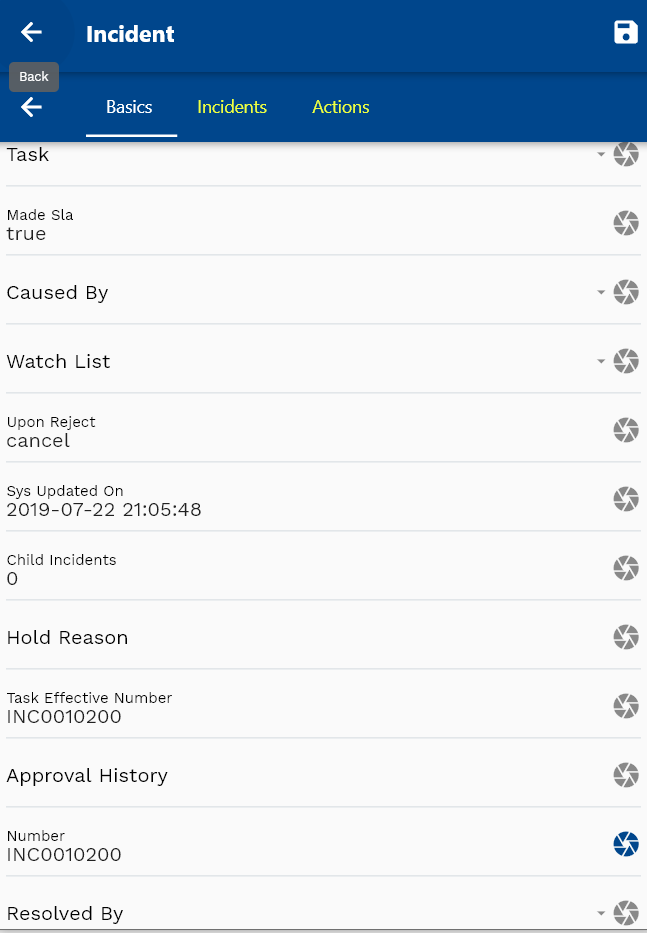 Incident
Back
Basics Incidents Actions
Task
Made Sla
true
Caused By
Watch List
Upon Reject
cancel
Sys Updated On
2019-07-22 21:05:48
Child Incidents
0
Hold Reason
Task Effective Number
INC0010200
Approval History
Number
INC0010200
Resolved By